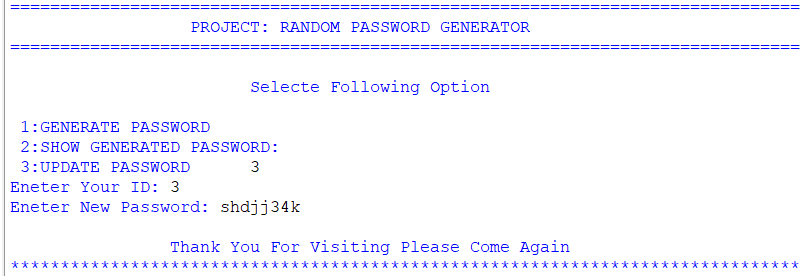 ===============================================================================
PROJECT: RANDOM PASSWORD GENERATOR
===============================================================================
Selecte Following Option
1:GENERATE PASSWORD
2:SHOW GENERATED PASSWORD:
3:UPDATE PASSWORD      3
Eneter Your ID: 3
Eneter New Password: shdjj34k
Thank You For Visiting Please Come Again
*******************************************************************************